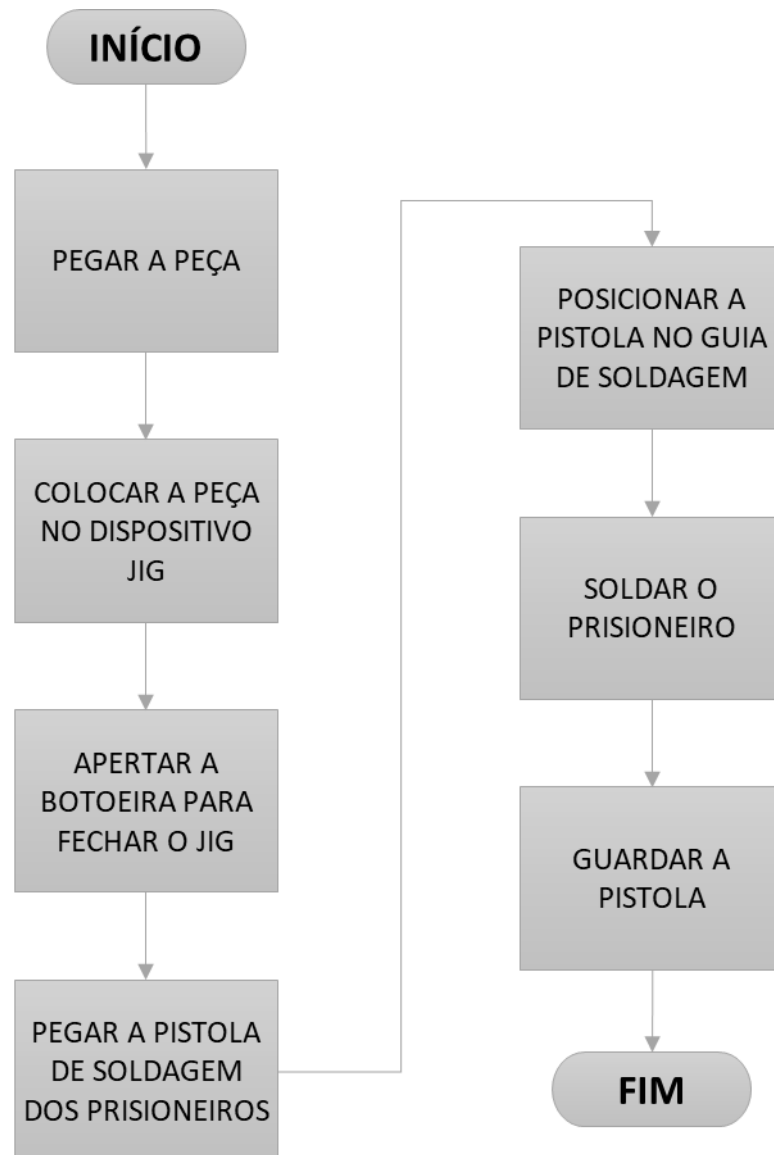 INÍCIO
PEGAR A PEÇA
COLOCAR A PEÇA
NO DISPOSITIVO
JIG
APERTAR A
BOTOEIRA PARA
FECHAR O JIG
PEGAR A PISTOLA
DE SOLDAGEM
DOS PRISIONEIROS
POSICIONAR A
PISTOLA NO GUIA
DE SOLDAGEM
SOLDAR O
PRISIONEIRO
GUARDAR A
PISTOLA
FIM